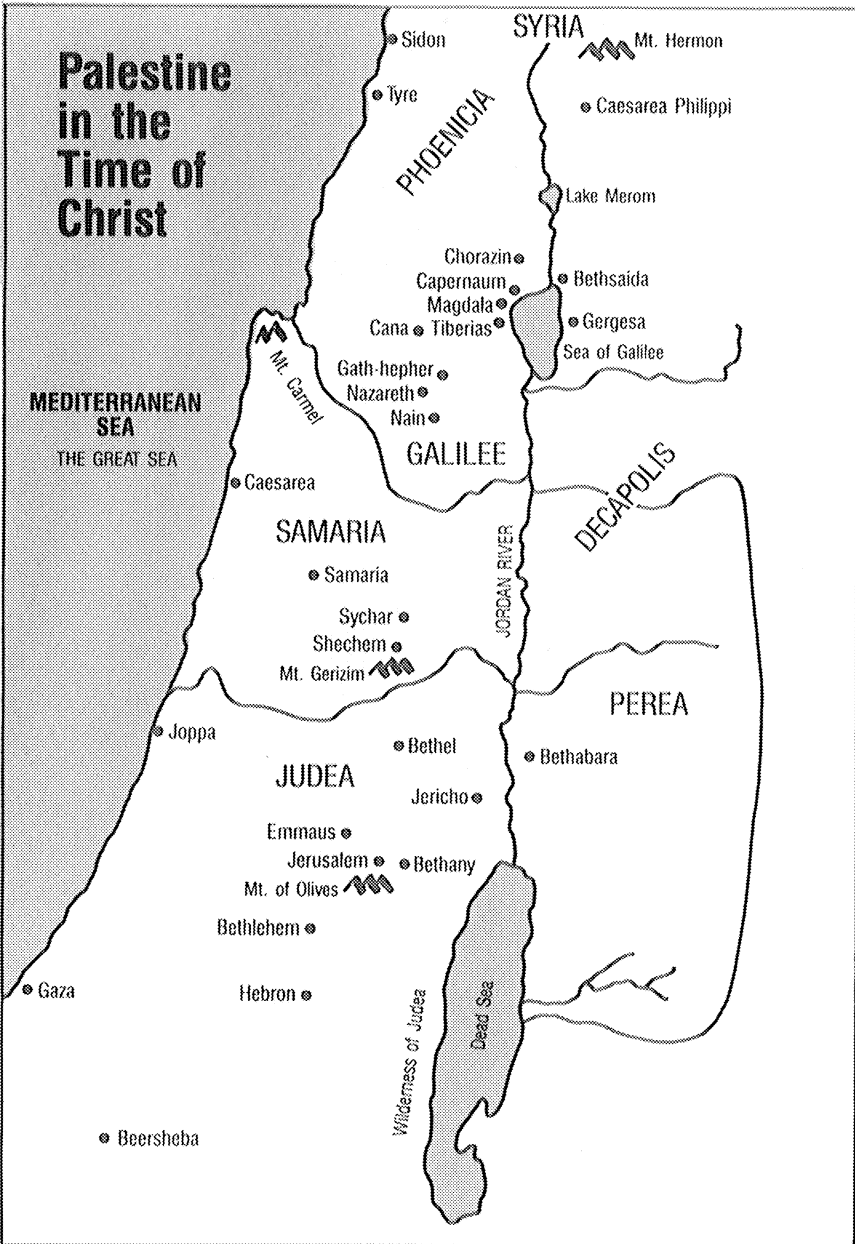 Palestine
in the
Time of
Christ
SYRIA
Sidon
Mt. Hermon
Tyre
Caesarea Philippi
PHOENICIA
Lake Merom
Chorazin
Bethsaida
Capernaum
Magdala
Cana
Tiberias
Gergesa
Sea of Galilee
Mt. Carmel
Gath-hepher
Nazareth
Nain
MEDITERRANEAN
SEA
THE GREAT SEA
GALILEE
Caesarea
DECAPOLIS
SAMARIA
JORDAN RIVER
Samaria
Sychar
Shechem
Mt. Gerizim
PEREA
Joppa
Bethel
Bethabara
JUDEA
Jericho
Emmaus
Jerusalem
Bethany
Mt. of Olives
Bethlehem
Gaza
Hebron
Wilderness of Judea
Dead Sea
Beersheba